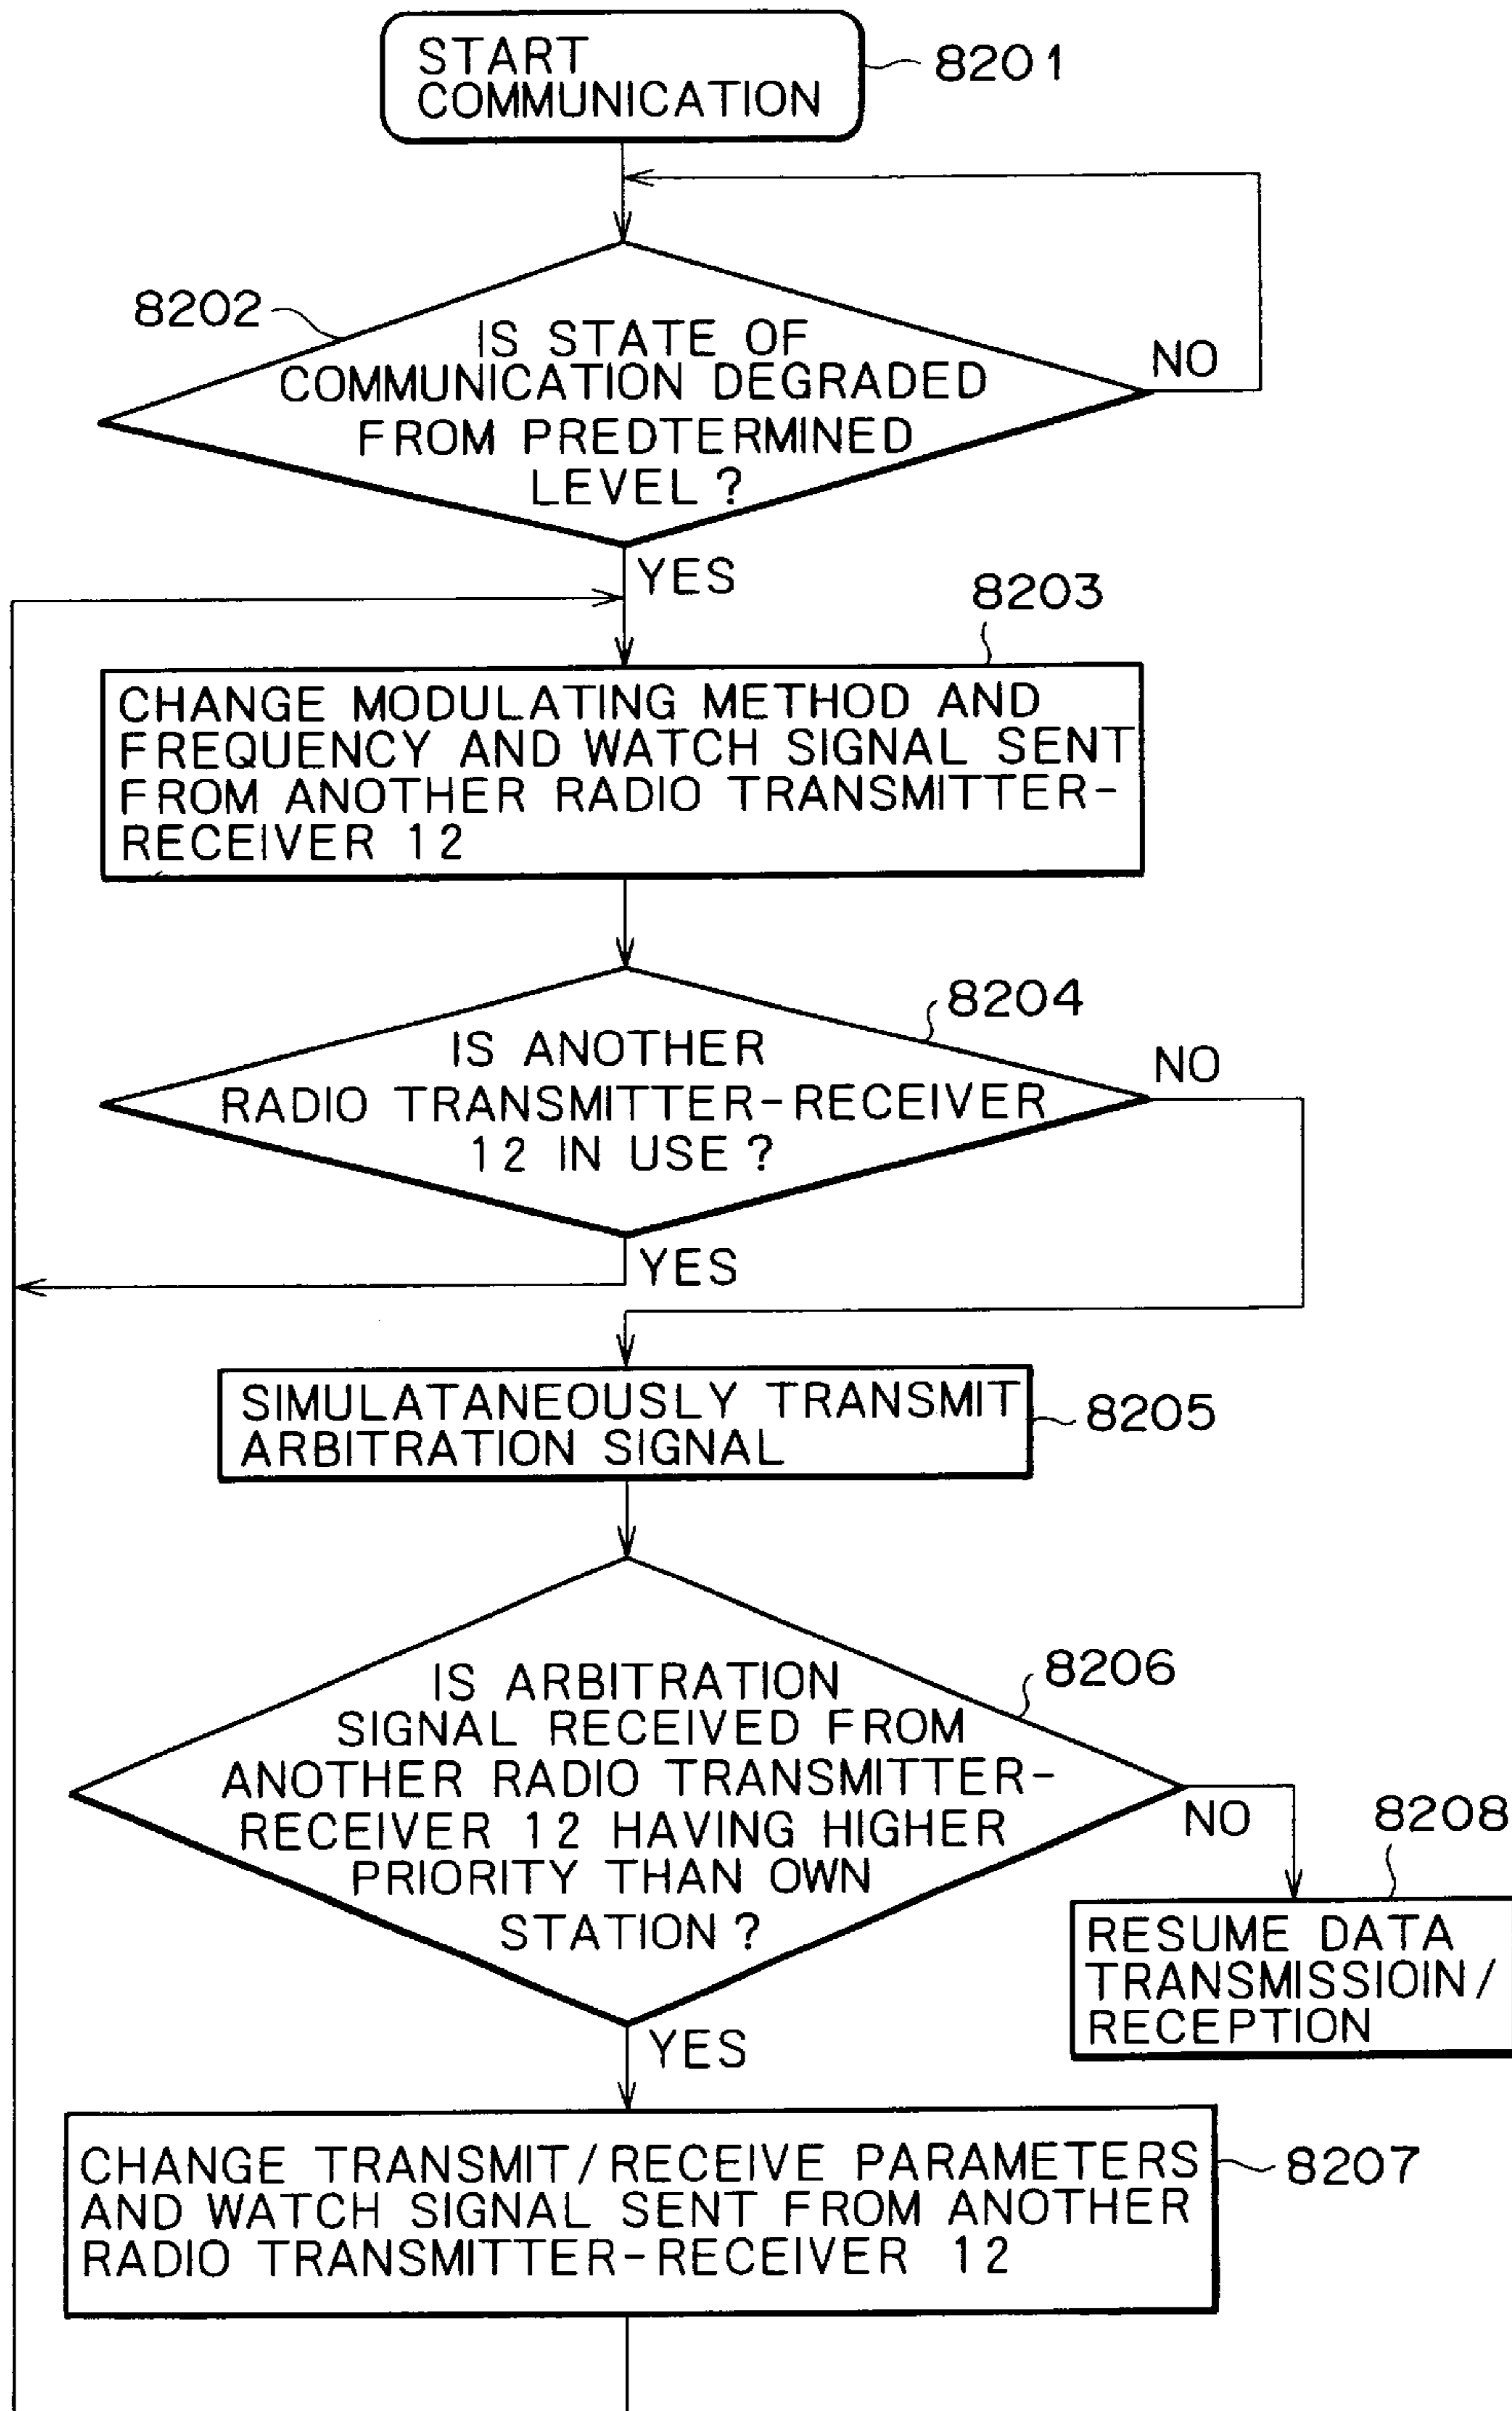 START
COMMUNICATION
8201
8202
IS STATE OF
COMMUNICATION DEGRADED
FROM PREDTERMINED
LEVEL ?
NO
YES
8203
CHANGE MODULATING METHOD AND
FREQUENCY AND WATCH SIGNAL SENT
FROM ANOTHER RADIO TRANSMITTER-
RECEIVER 12
8204
IS ANOTHER
RADIO TRANSMITTER-RECEIVER
12 IN USE ?
NO
YES
SIMULATANEOUSLY TRANSMIT
ARBITRATION SIGNAL
8205
8206
IS ARBITRATION
SIGNAL RECEIVED FROM
ANOTHER RADIO TRANSMITTER-
RECEIVER 12 HAVING HIGHER
PRIORITY THAN OWN
STATION ?
NO
8208
RESUME DATA
TRANSMISSIOIN/
RECEPTION
YES
CHANGE TRANSMIT/RECEIVE PARAMETERS
AND WATCH SIGNAL SENT FROM ANOTHER
RADIO TRANSMITTER-RECEIVER 12
8207